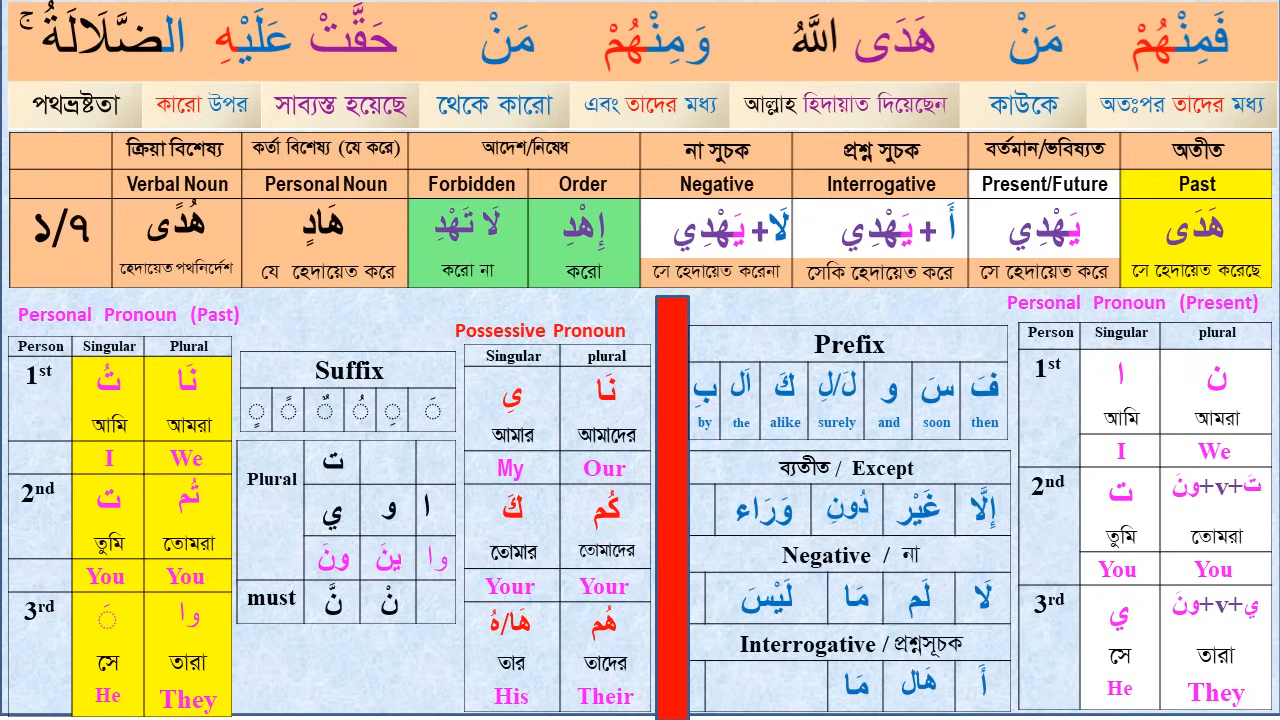 فَمِنْهُمْ مَنْ هَدَى اللَّهُ وَمِنْهُمْ مَنْ حَقَّتْ عَلَيْهِ الضَّلَالَةُ ۚ
অতঃপর তাদের মধ্য কাউকে আল্লাহ হিদায়াত দিয়েছেন এবং তাদের মধ্য থেকে কারো সাব্যস্ত হয়েছে কারো উপর পথভ্রষ্টতা
ক্রিয়া বিশেষ্য কর্তা বিশেষ্য (যে করে) আদেশ/নিষেধ না সুচক প্রশ্ন সুচক বর্তমান/ভবিষ্যত অতীত
Verbal Noun Personal Noun Forbidden Order Negative Interrogative Present/Future Past
১/৭ هُدًى هَادٍ لَا تَهْدِ إِهْدِ لَا+ يَهْدِي أَ + يَهْدِي يَهْدِي هَدَى
হেদায়েত পথনির্দেশ যে হেদায়েত করে করো না করো সে হেদায়েত করেনা সেকি হেদায়েত করে সে হেদায়েত করে সে হেদায়েত করেছে
Personal Pronoun (Past)
Person Singular Plural
1st تُ نَا
আমি আমরা
I We
2nd ت تُم
তুমি তোমরা
You You
3rd َ وا
সে তারা
He They
Suffix
ٍ ً ٌ ُ ِ َ
Plural ت
ي و ا
ونَ ينَ وا
must نَّ نْ
Possessive Pronoun
Singular plural
يِ نَا
আমার আমাদের
My Our
كَ كُم
তোমার তোমাদের
Your Your
هَا/هُ هُم
তার তাদের
His Their
Prefix
بِ اَل كَ لَ/لِ و سَ فَ
by the alike surely and soon then
ব্যতীত / Except
وَرَاء دُونِ غَيْر إِلَّا
Negative / না
لَيْسَ مَا لَم لَا
Interrogative / প্রশ্নসূচক
مَا هَال أَ
Personal Pronoun (Present)
Person Singular plural
1st ا ن
আমি আমরা
I We
2nd ت تَ+v+ونَ
তুমি তোমরা
You You
3rd ي ي+v+ونَ
সে তারা
He They